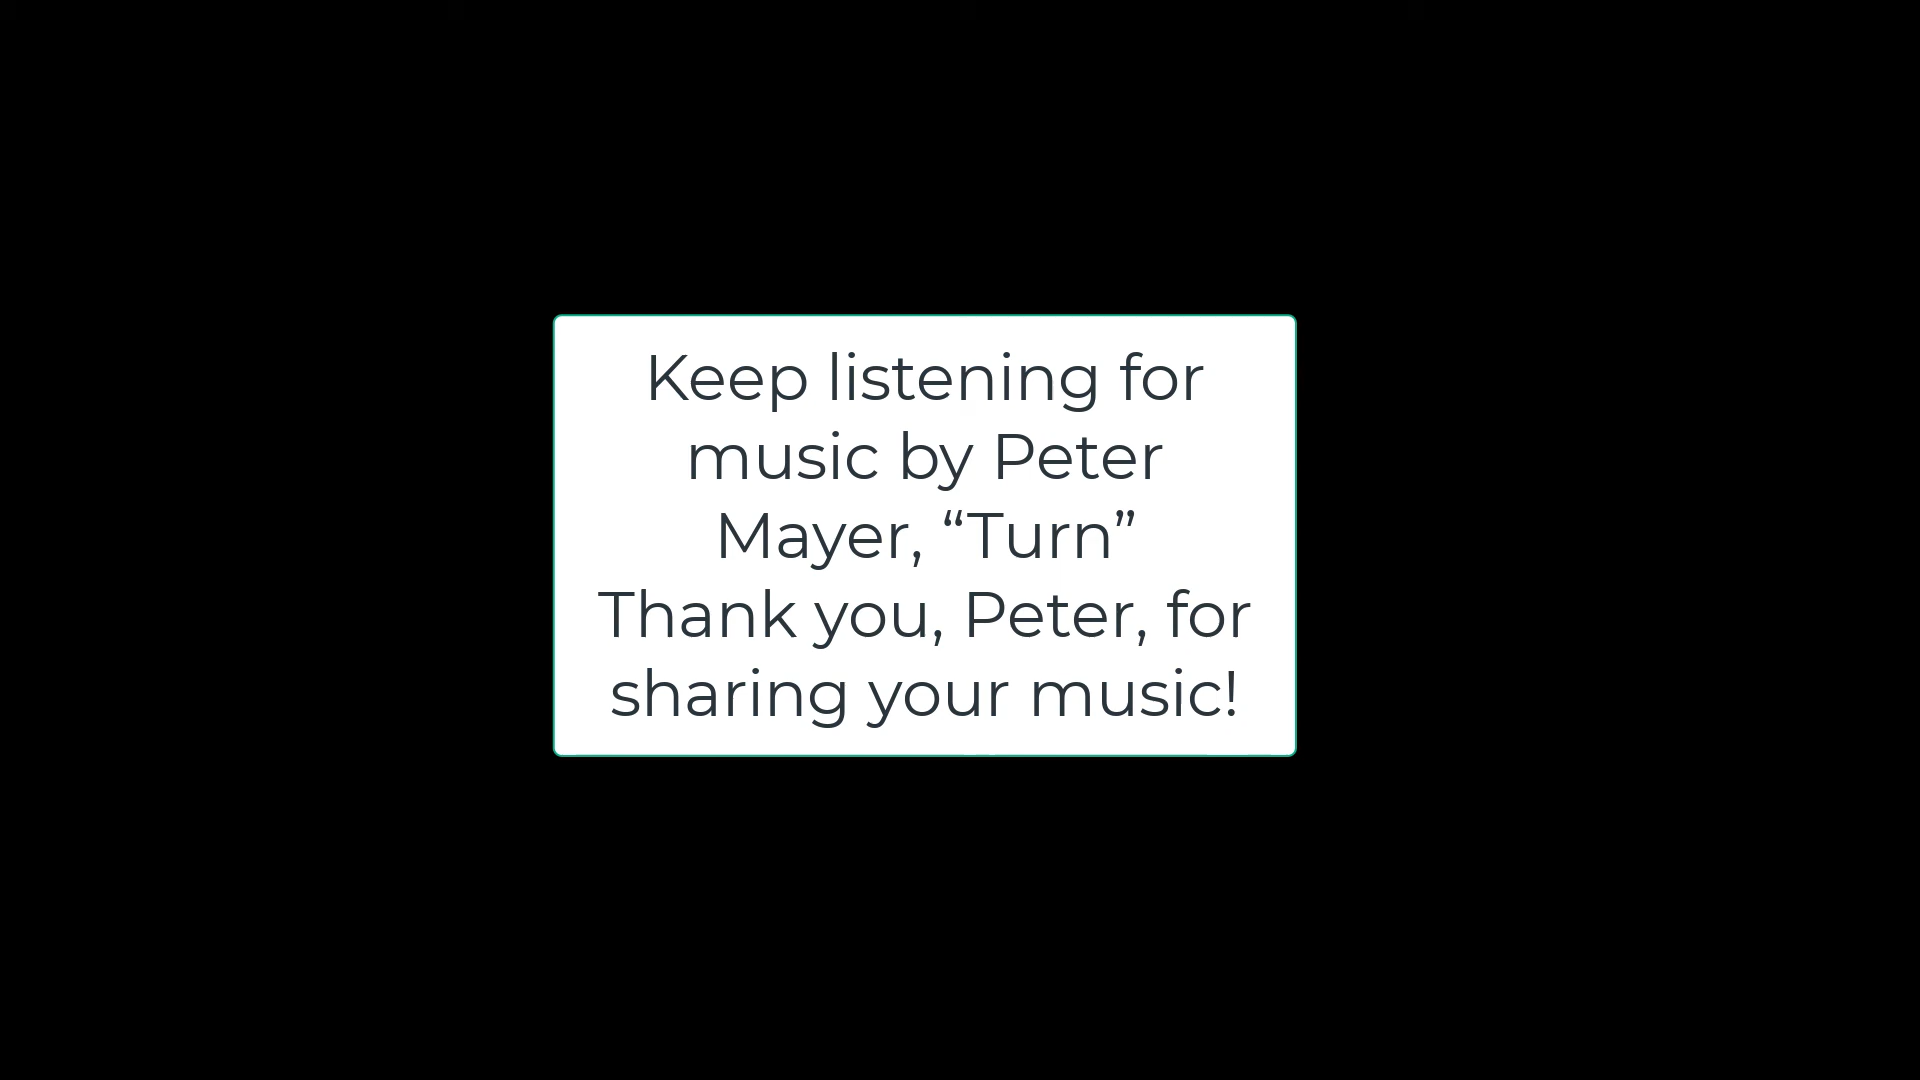 Keep listening for
music by Peter
Mayer, “Turn”
Thank you, Peter, for
sharing your music!